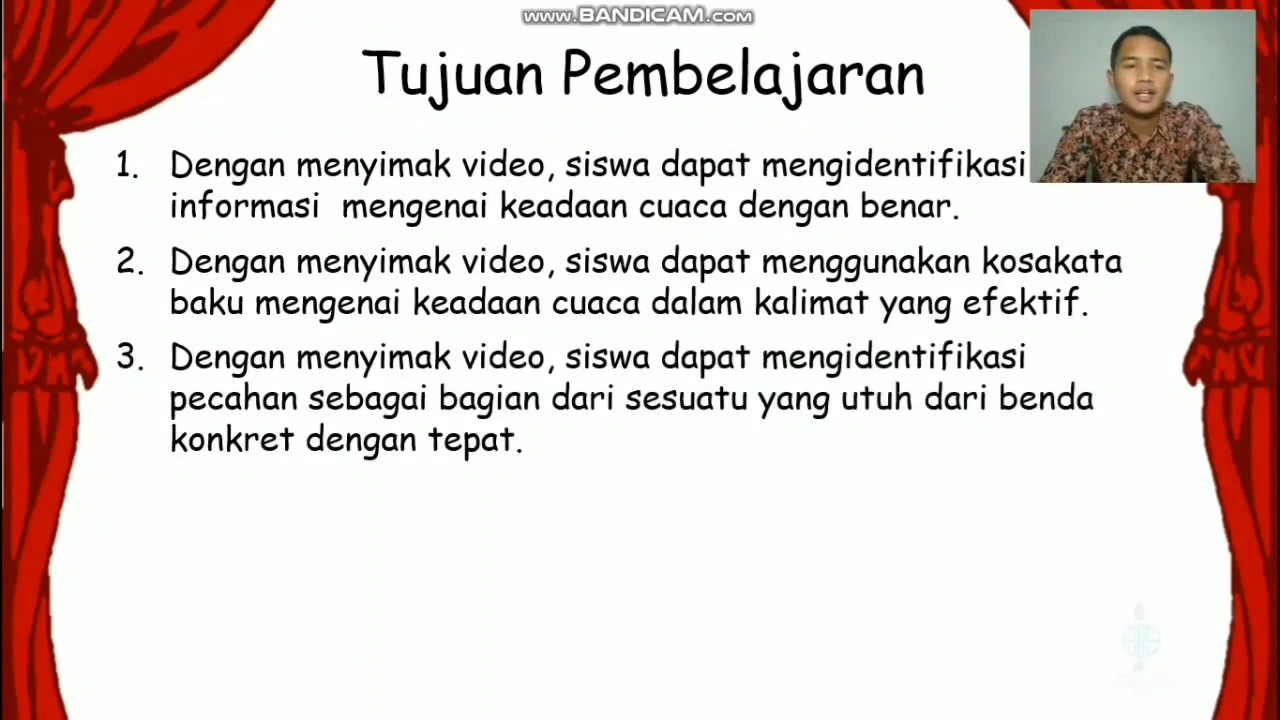 www.BANDICAM.com
Tujuan Pembelajaran
1. Dengan menyimak video, siswa dapat mengidentifikasi
informasi mengenai keadaan cuaca dengan benar.
2. Dengan menyimak video, siswa dapat menggunakan kosakata
baku mengenai keadaan cuaca dalam kalimat yang efektif.
3. Dengan menyimak video, siswa dapat mengidentifikasi
pecahan sebagai bagian dari sesuatu yang utuh dari benda
konkret dengan tepat.